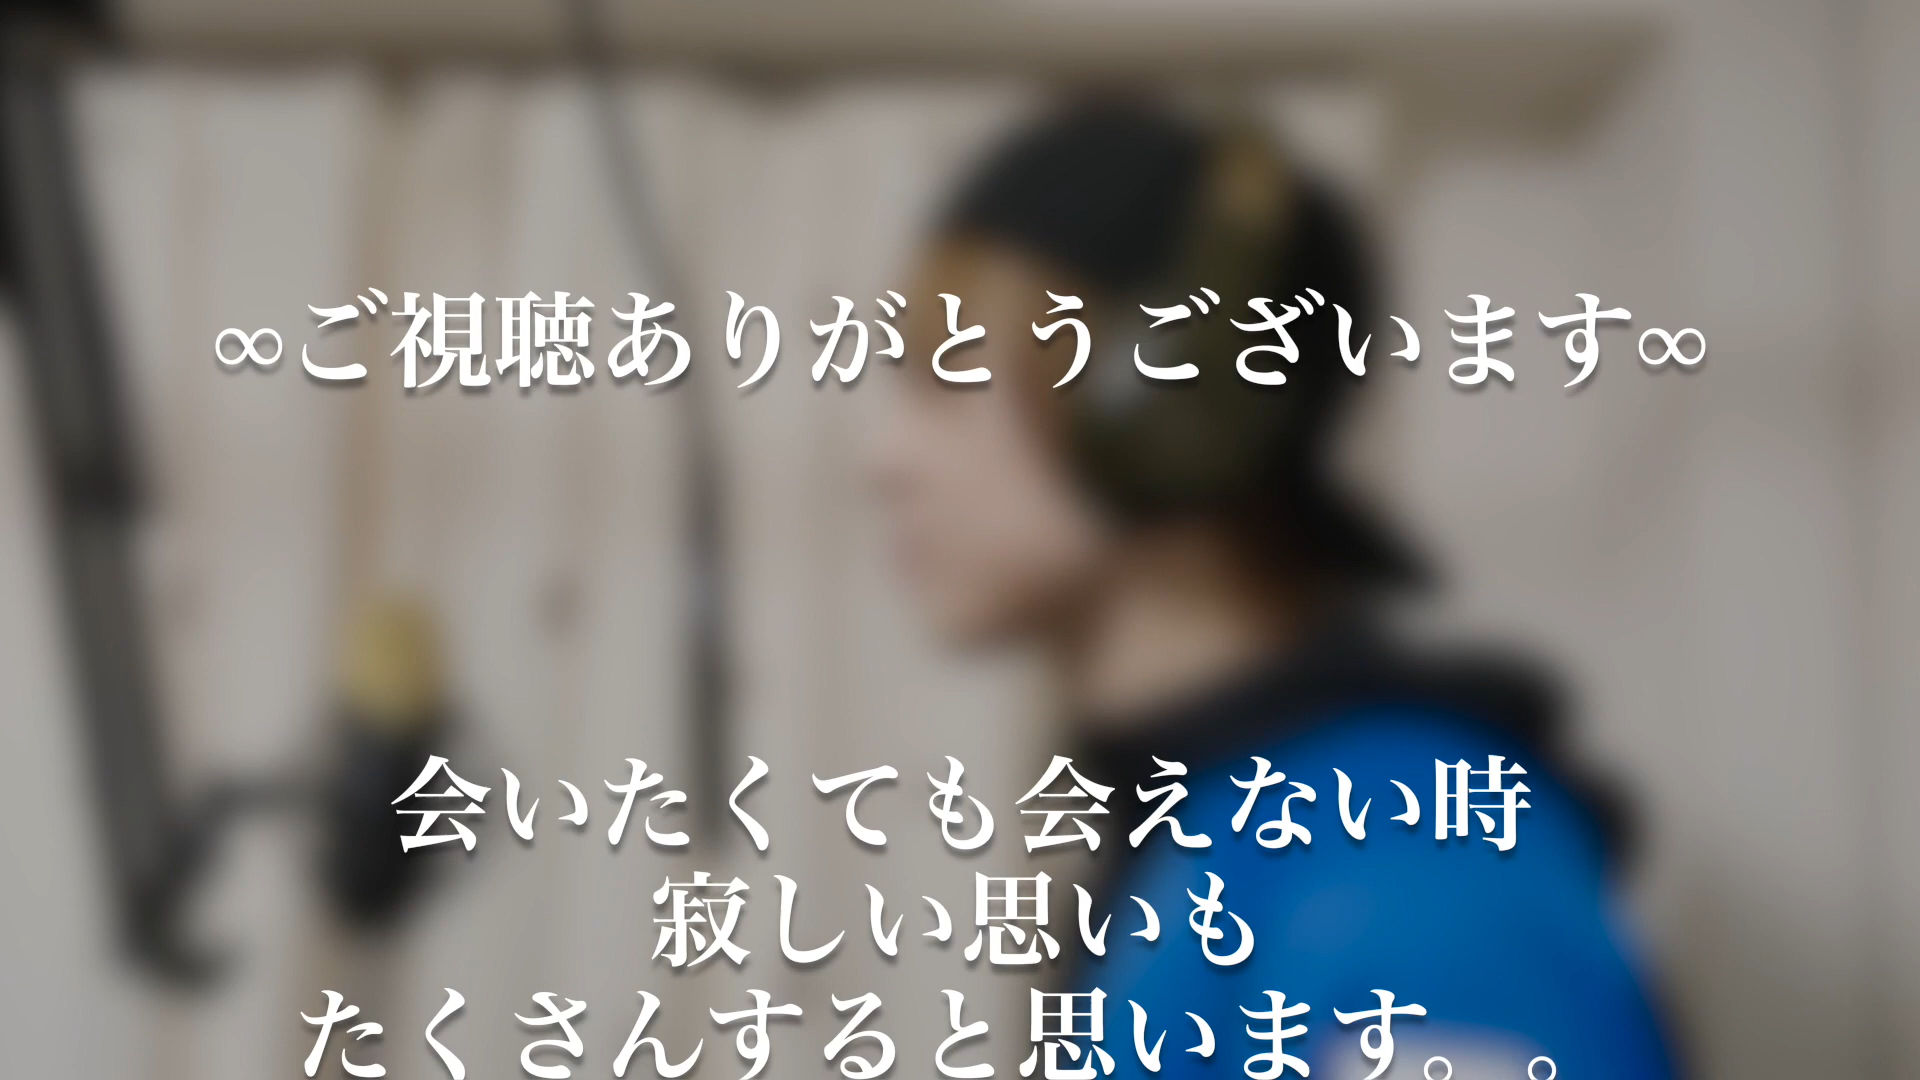 ∞ご視聴ありがとうございます∞
会いたくても会えない時
寂しい思いも
たくさんすると思います。。